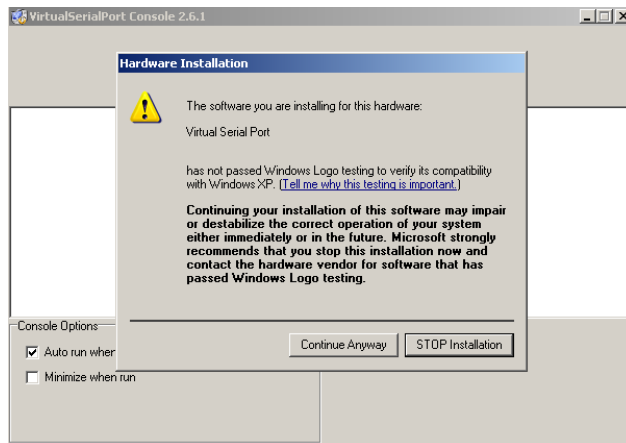 VirtualSerialPort Console 2.6.1
Hardware Installation
The software you are installing for this hardware:
Virtual Serial Port
has not passed Windows Logo testing to verify its compatibility
with Windows XP. (Tell me why this testing is important.)
Continuing your installation of this software may impair
or destabilize the correct operation of your system
either immediately or in the future. Microsoft strongly
recommends that you stop this installation now and
contact the hardware vendor for software that has
passed Windows Logo testing.
Continue Anyway STOP Installation
Console Options
Auto run when
Minimize when run